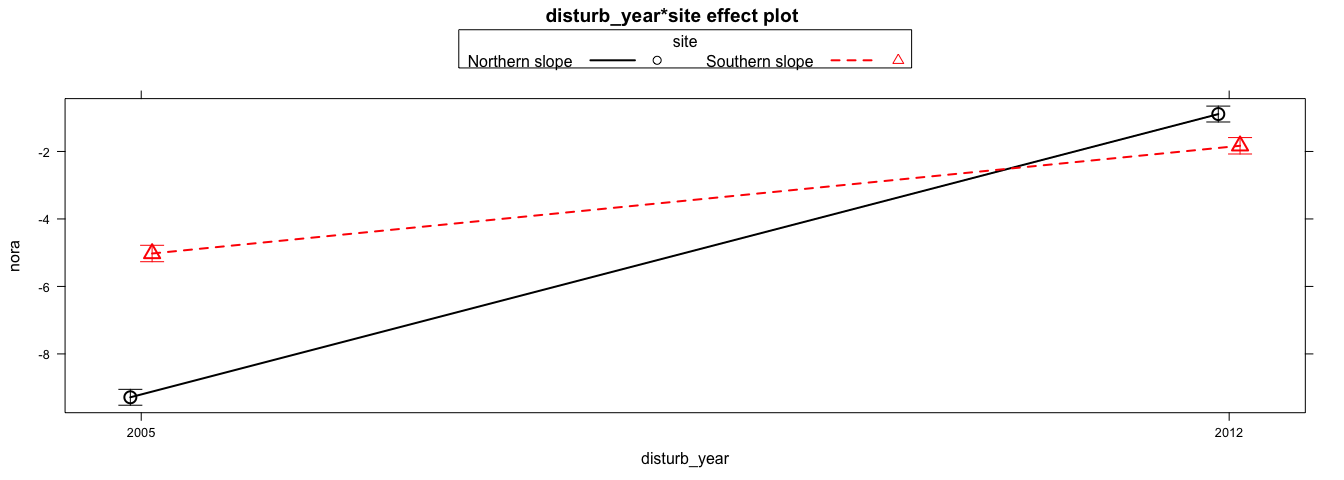 disturb_year*site effect plot
site
Northern slope Southern slope
-2
-4
-6
-8
nora
2005 2012
disturb_year